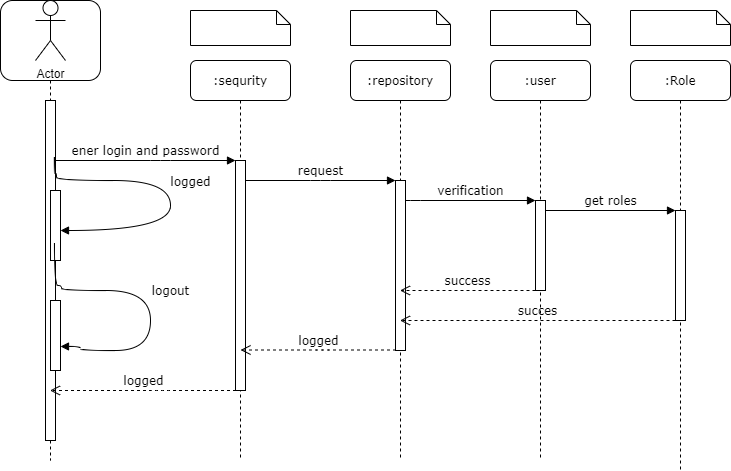 Actor
:sequrity
:repository
:user
:Role
ener login and password
logged
request
verification
get roles
success
logout
succes
logged
logged